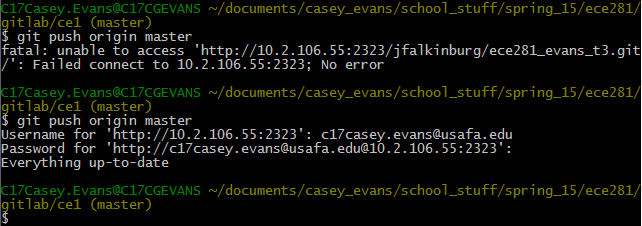 C17Casey.Evans@C17CGEVANS ~/documents/casey_evans/school_stuff/spring_15/ece281/
gitlab/ce1 (master)
$ git push origin master
fatal: unable to access 'http://10.2.106.55:2323/jfalkinburg/ece281_evans_t3.git
/': Failed connect to 10.2.106.55:2323; No error
C17Casey.Evans@C17CGEVANS ~/documents/casey_evans/school_stuff/spring_15/ece281/
gitlab/ce1 (master)
$ git push origin master
Username for 'http://10.2.106.55:2323': c17casey.evans@usafa.edu
Password for 'http://c17casey.evans@usafa.edu@10.2.106.55:2323':
Everything up-to-date
C17Casey.Evans@C17CGEVANS ~/documents/casey_evans/school_stuff/spring_15/ece281/
gitlab/ce1 (master)
$